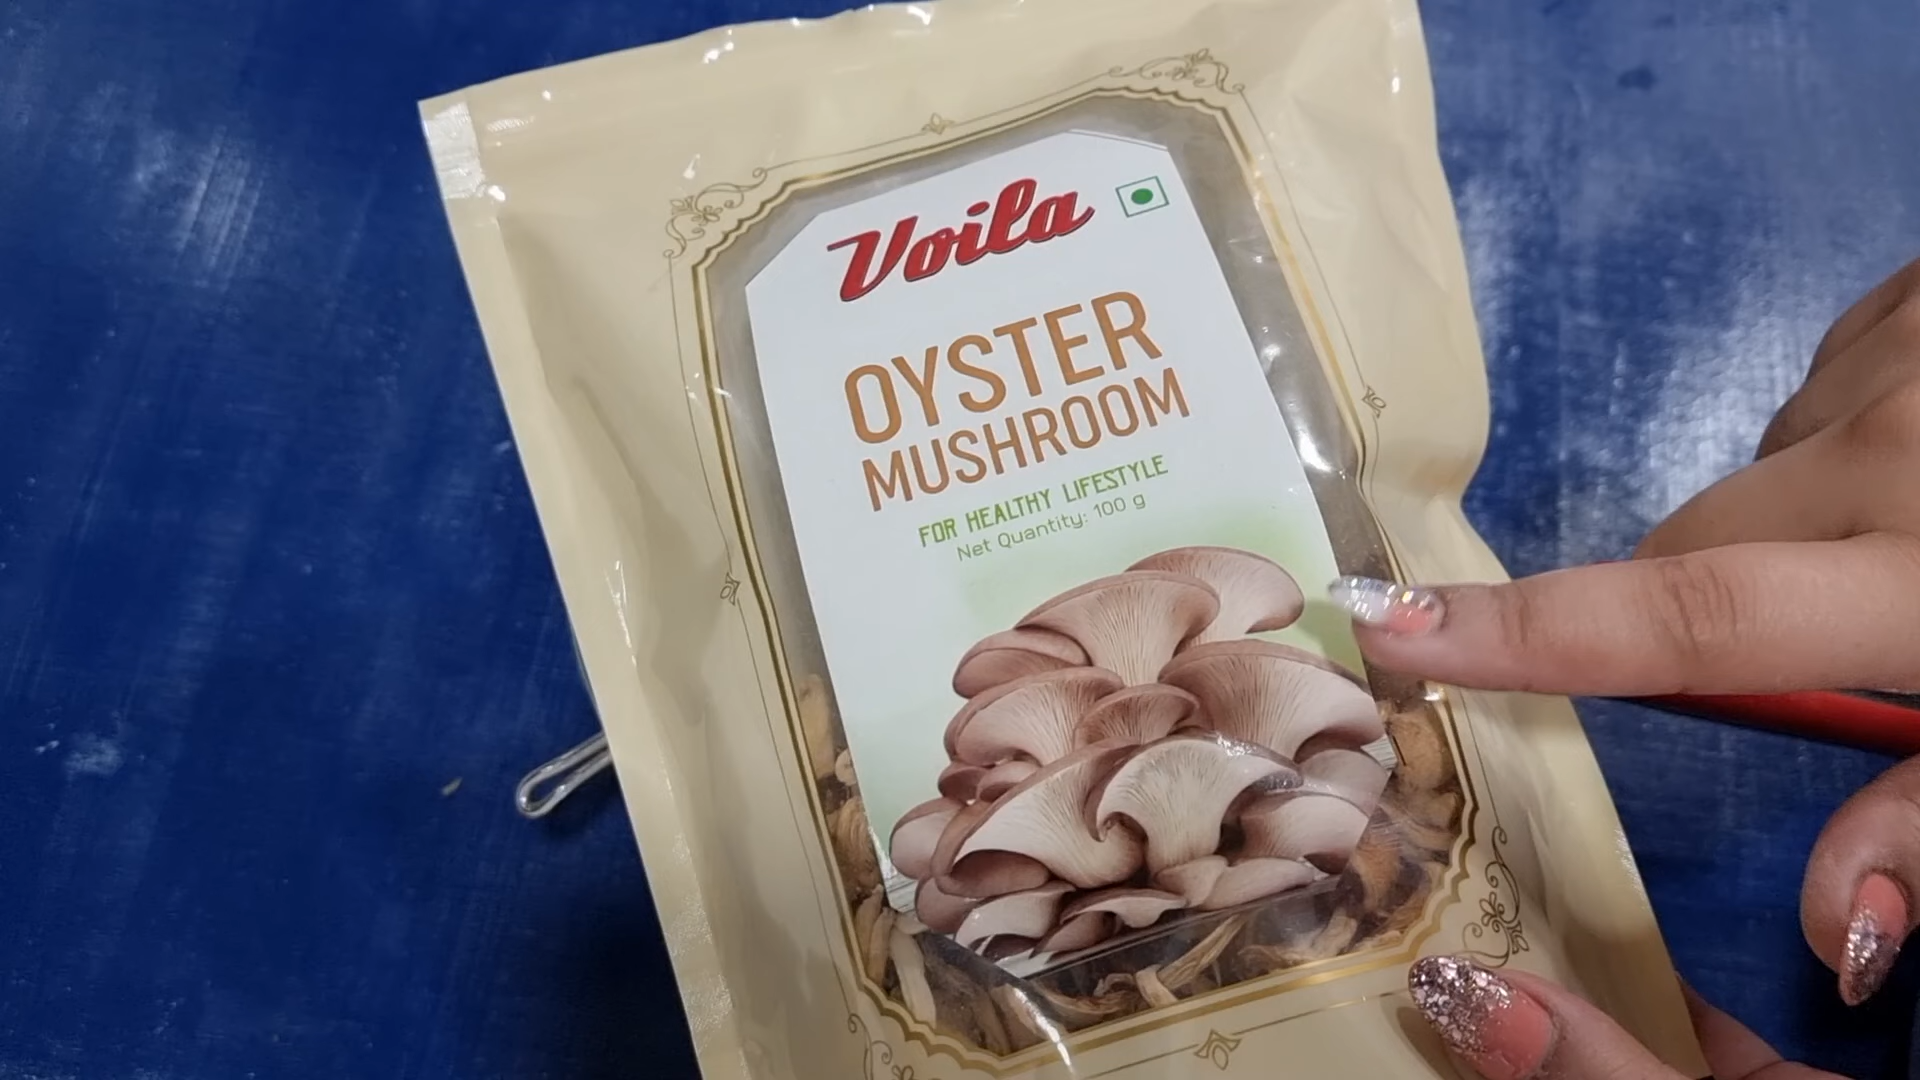 Voila
OYSTER
MUSHROOM
FOR HEALTHY LIFESTYLE
Net Quantity: 100 g